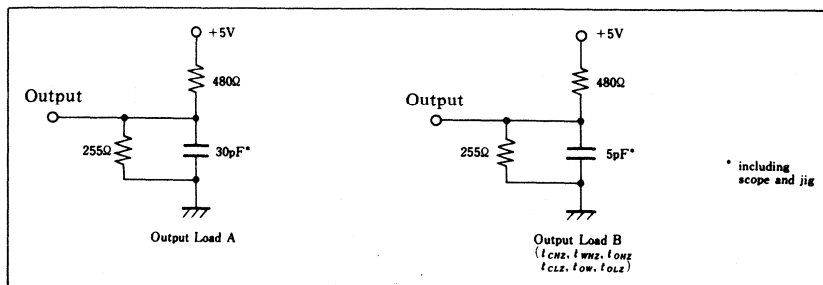 +5V
480Ω
Output
255Ω
30pF*
Output Load A
+5V
480Ω
Output
255Ω
5pF*
Output Load B
(tCHZ, tWHZ, tOHZ
tCLZ, tOW, tOLZ)
* including
scope and jig